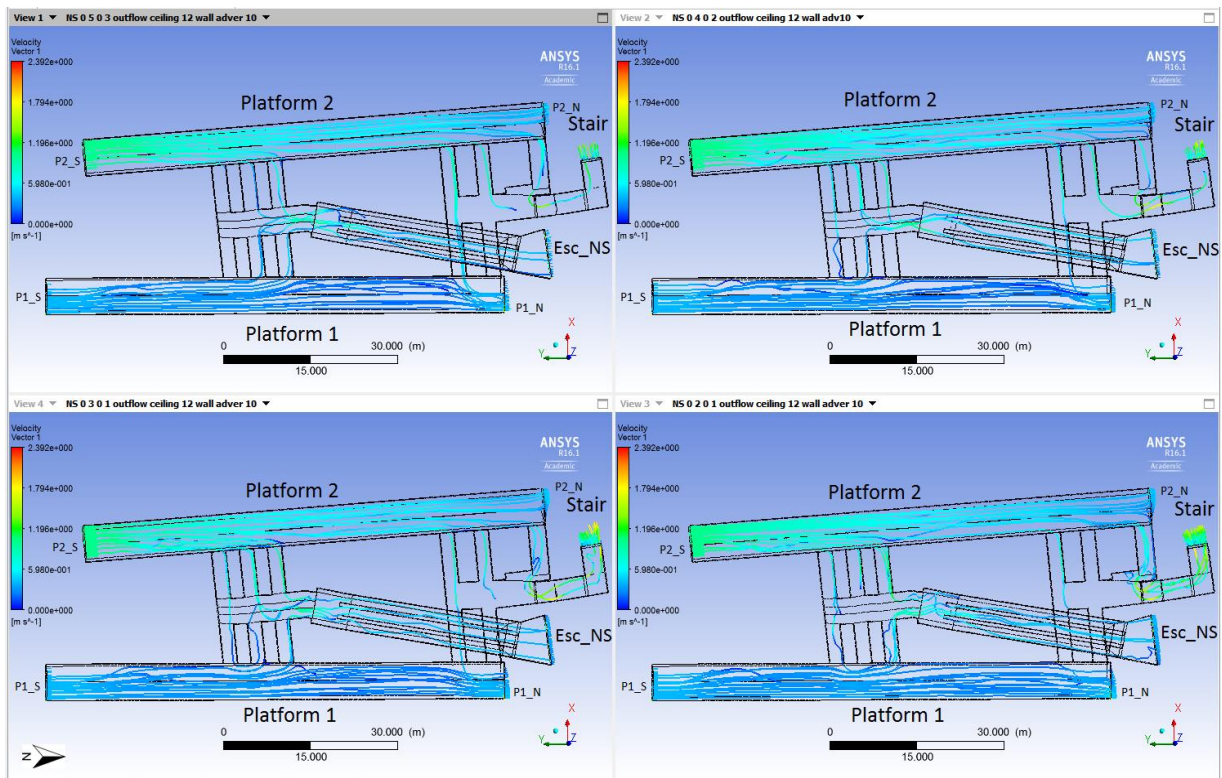 View 1 NS 0 5 0 3 outflow ceiling 12 wall adver 10
Velocity
Vector 1
2.392e+000
1.794e+000
1.196e+000
5.980e-001
0.000e+000
[m s^-1]
ANSYS
R16.1
Academic
Platform 2
P2_N
Stair
P2_S
Esc_NS
P1_S
P1_N
Platform 1
0 30.000 (m)
15.000
X
Y
Z
View 2 NS 0 4 0 2 outflow ceiling 12 wall adv10
Velocity
Vector 1
2.392e+000
1.794e+000
1.196e+000
5.980e-001
0.000e+000
[m s^-1]
ANSYS
R16.1
Academic
Platform 2
P2_N
Stair
P2_S
Esc_NS
P1_S
P1_N
Platform 1
0 30.000 (m)
15.000
X
Y
Z
View 4 NS 0 3 0 1 outflow ceiling 12 wall adver 10
Velocity
Vector 1
2.392e+000
1.794e+000
1.196e+000
5.980e-001
0.000e+000
[m s^-1]
ANSYS
R16.1
Academic
Platform 2
P2_N
Stair
P2_S
Esc_NS
P1_S
P1_N
Platform 1
0 30.000 (m)
15.000
X
Y
Z
N
View 3 NS 0 2 0 1 outflow ceiling 12 wall adver 10
Velocity
Vector 1
2.392e+000
1.794e+000
1.196e+000
5.980e-001
0.000e+000
[m s^-1]
ANSYS
R16.1
Academic
Platform 2
P2_N
Stair
P2_S
Esc_NS
P1_S
P1_N
Platform 1
0 30.000 (m)
15.000
X
Y
Z